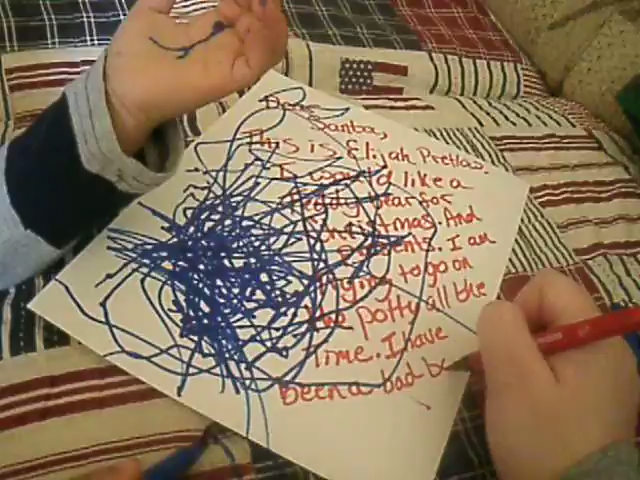 Dear
Santa,
This is Elijah Pretlow.
I would like a
teddy bear for
Christmas. And
presents. I am
trying to go on
the potty all the
time. I have
been a bad bo